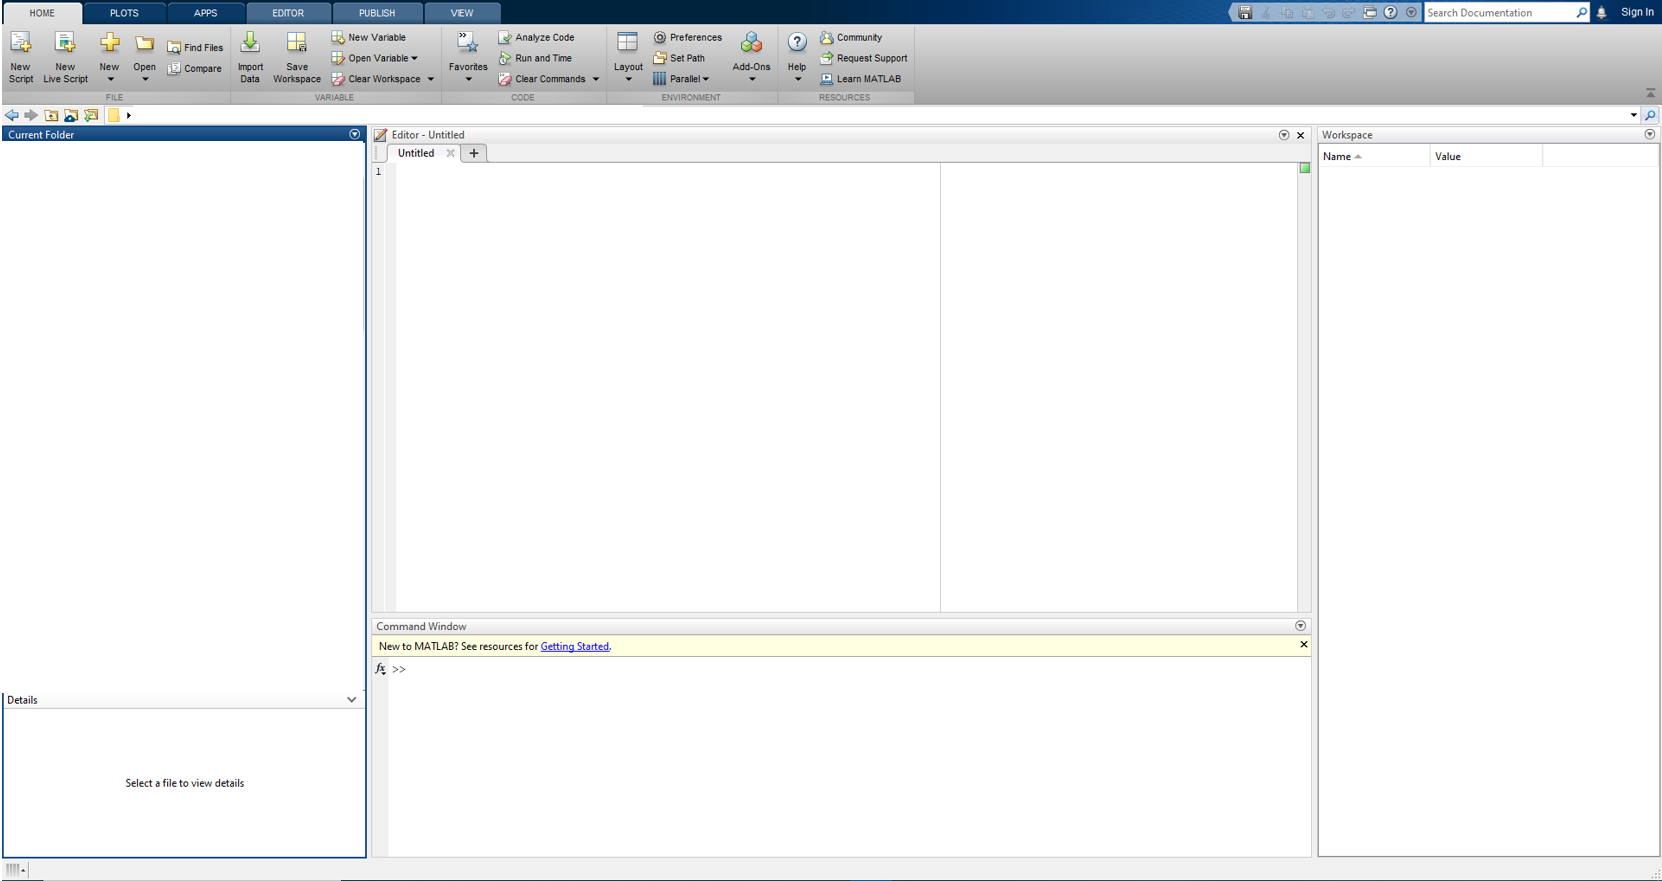 HOME PLOTS APPS EDITOR PUBLISH VIEW Search Documentation Sign In
New Script
New Live Script
New
Open
Find Files
Compare
FILE
Import Data
Save Workspace
New Variable
Open Variable
Clear Workspace
VARIABLE
Favorites
Analyze Code
Run and Time
Clear Commands
CODE
Layout
Preferences
Set Path
Parallel
Add-Ons
ENVIRONMENT
Help
Community
Request Support
Learn MATLAB
RESOURCES
Current Folder
Details
Select a file to view details
Editor - Untitled
Untitled
1
Command Window
New to MATLAB? See resources for Getting Started.
fx >>
Workspace
Name Value